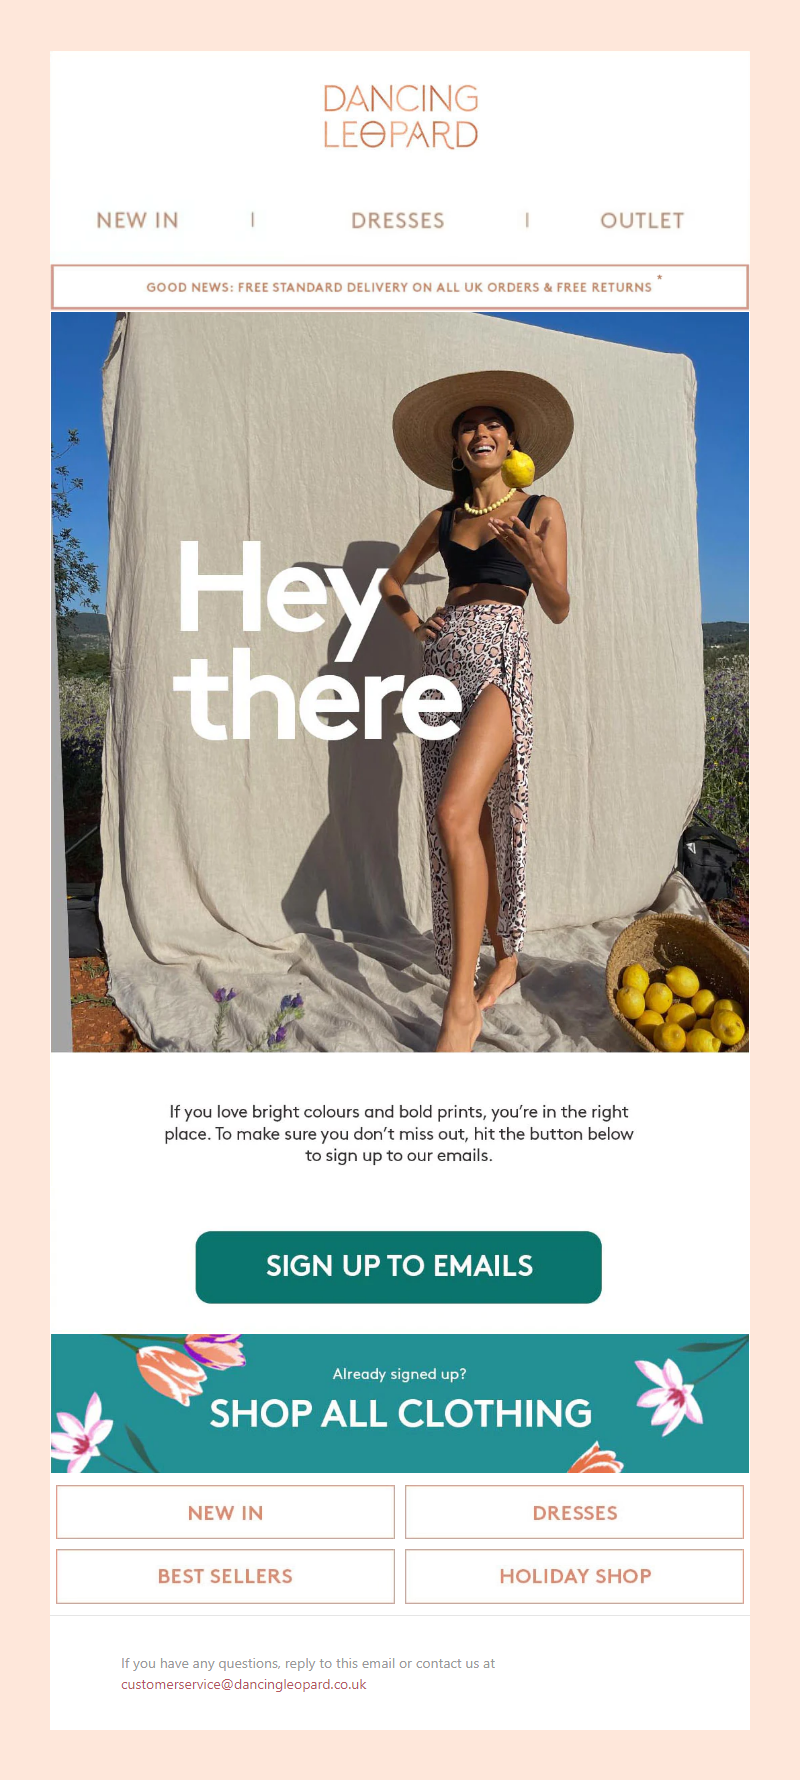 DANCING
LEOPARD
NEW IN | DRESSES | OUTLET
GOOD NEWS: FREE STANDARD DELIVERY ON ALL UK ORDERS & FREE RETURNS *
Hey
there
If you love bright colours and bold prints, you’re in the right
place. To make sure you don’t miss out, hit the button below
to sign up to our emails.
SIGN UP TO EMAILS
Already signed up?
SHOP ALL CLOTHING
NEW IN DRESSES
BEST SELLERS HOLIDAY SHOP
If you have any questions, reply to this email or contact us at
customerservice@dancingleopard.co.uk